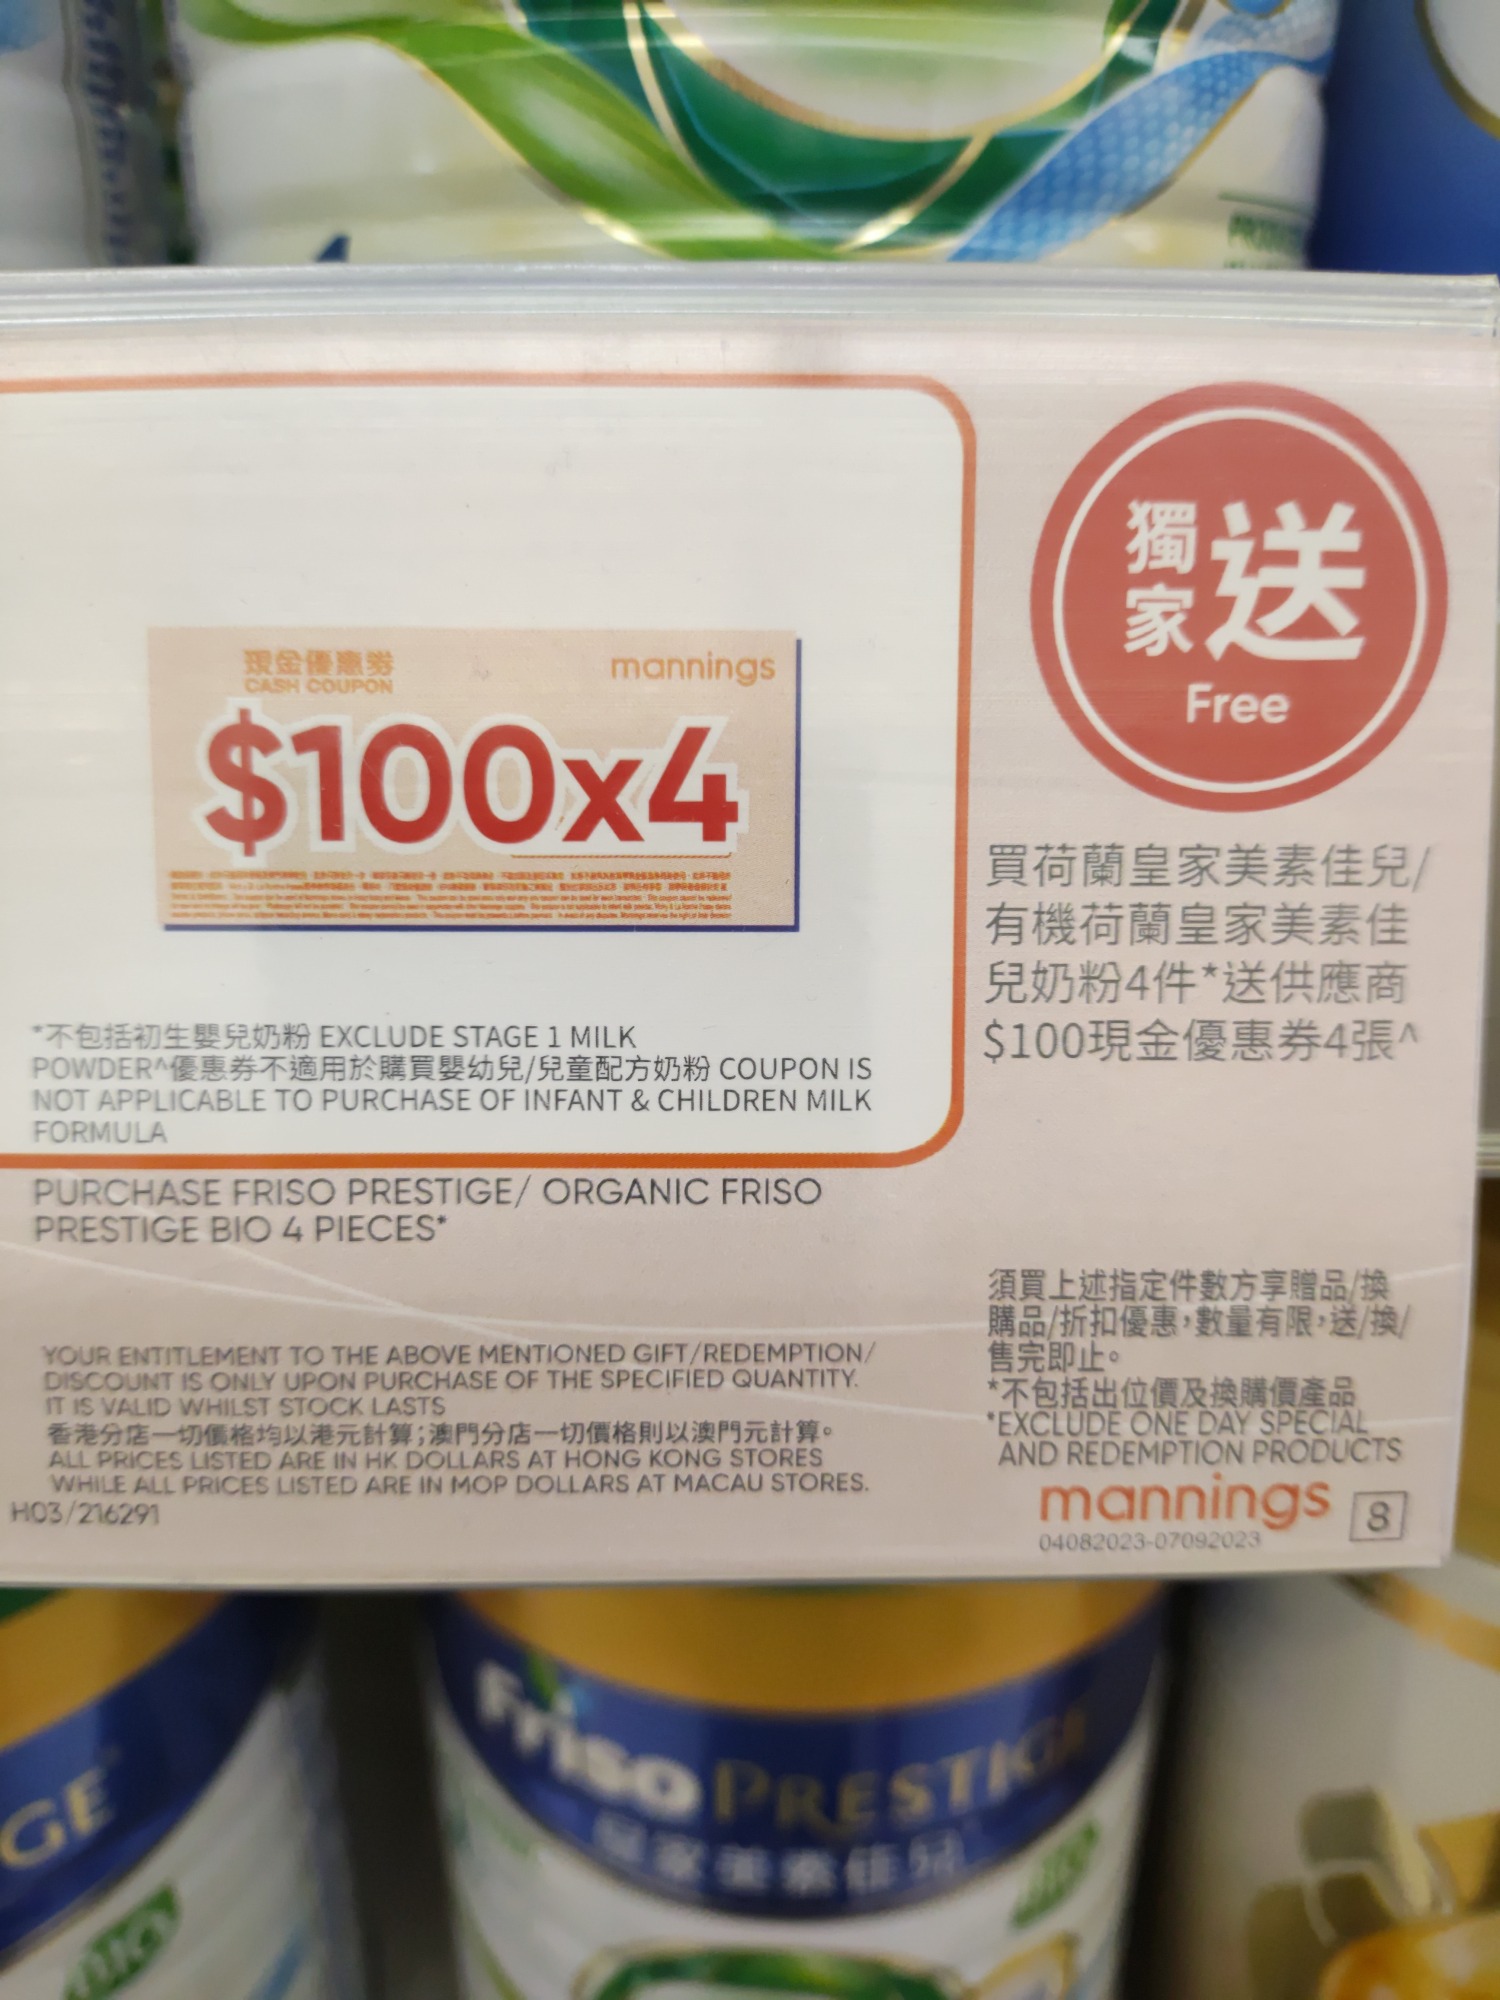 現金優惠券
CASH COUPON
mannings
$100x4
*不包括初生嬰兒奶粉 EXCLUDE STAGE 1 MILK
POWDER^優惠券不適用於購買嬰幼兒/兒童配方奶粉 COUPON IS
NOT APPLICABLE TO PURCHASE OF INFANT & CHILDREN MILK
FORMULA
PURCHASE FRISO PRESTIGE/ ORGANIC FRISO
PRESTIGE BIO 4 PIECES*
YOUR ENTITLEMENT TO THE ABOVE MENTIONED GIFT/REDEMPTION/
DISCOUNT IS ONLY UPON PURCHASE OF THE SPECIFIED QUANTITY.
IT IS VALID WHILST STOCK LASTS
香港分店一切價格均以港元計算;澳門分店一切價格則以澳門元計算。
ALL PRICES LISTED ARE IN HK DOLLARS AT HONG KONG STORES
WHILE ALL PRICES LISTED ARE IN MOP DOLLARS AT MACAU STORES.
H03/216291
獨家
送
Free
買荷蘭皇家美素佳兒/
有機荷蘭皇家美素佳
兒奶粉4件*送供應商
$100現金優惠券4張^
須買上述指定件數方享贈品/換
購品/折扣優惠,數量有限,送/換/
售完即止。
*不包括出位價及換購價產品
*EXCLUDE ONE DAY SPECIAL
AND REDEMPTION PRODUCTS
mannings
8
04082023-07092023
Friso PRESTIGE
皇家美素佳兒
GE
BIO
BIO